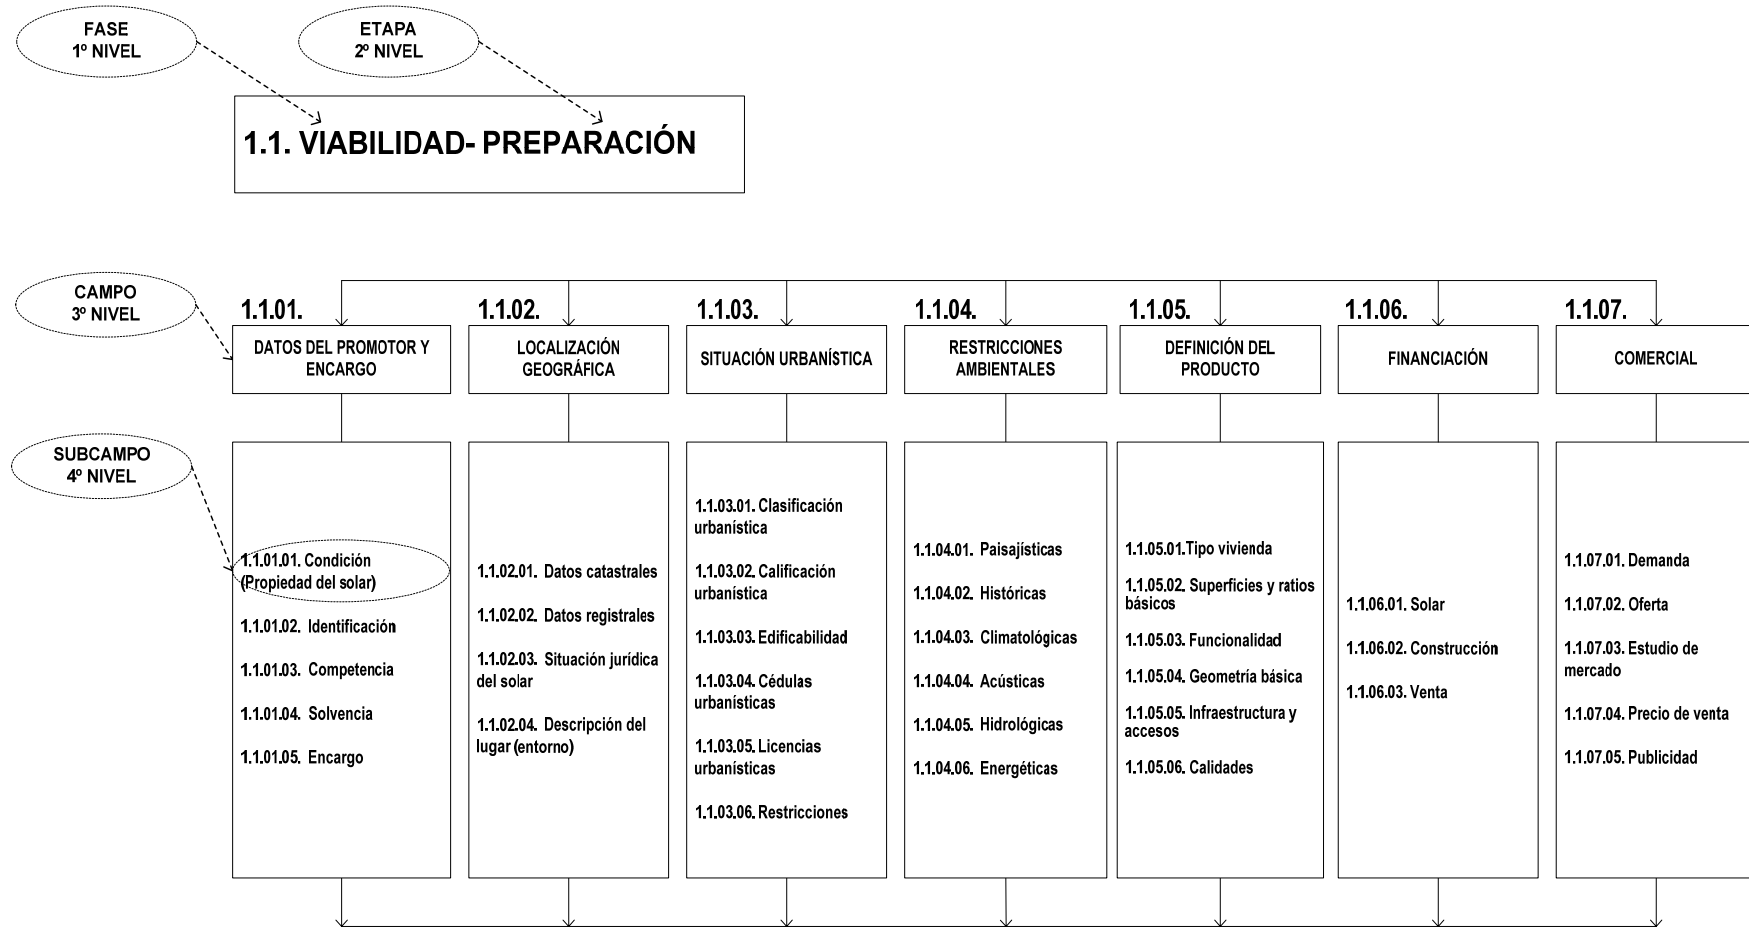 FASE
1º NIVEL
ETAPA
2º NIVEL
1.1. VIABILIDAD- PREPARACIÓN
CAMPO
3º NIVEL
1.1.01.
DATOS DEL PROMOTOR Y
ENCARGO
1.1.02.
LOCALIZACIÓN
GEOGRÁFICA
1.1.03.
SITUACIÓN URBANÍSTICA
1.1.04.
RESTRICCIONES
AMBIENTALES
1.1.05.
DEFINICIÓN DEL
PRODUCTO
1.1.06.
FINANCIACIÓN
1.1.07.
COMERCIAL
SUBCAMPO
4º NIVEL
1.1.01.01. Condición
(Propiedad del solar)
1.1.01.02. Identificación
1.1.01.03. Competencia
1.1.01.04. Solvencia
1.1.01.05. Encargo
1.1.02.01. Datos catastrales
1.1.02.02. Datos registrales
1.1.02.03. Situación jurídica
del solar
1.1.02.04. Descripción del
lugar (entorno)
1.1.03.01. Clasificación
urbanística
1.1.03.02. Calificación
urbanística
1.1.03.03. Edificabilidad
1.1.03.04. Cédulas
urbanísticas
1.1.03.05. Licencias
urbanísticas
1.1.03.06. Restricciones
1.1.04.01. Paisajísticas
1.1.04.02. Históricas
1.1.04.03. Climatológicas
1.1.04.04. Acústicas
1.1.04.05. Hidrológicas
1.1.04.06. Energéticas
1.1.05.01.Tipo vivienda
1.1.05.02. Superficies y ratios
básicos
1.1.05.03. Funcionalidad
1.1.05.04. Geometría básica
1.1.05.05. Infraestructura y
accesos
1.1.05.06. Calidades
1.1.06.01. Solar
1.1.06.02. Construcción
1.1.06.03. Venta
1.1.07.01. Demanda
1.1.07.02. Oferta
1.1.07.03. Estudio de
mercado
1.1.07.04. Precio de venta
1.1.07.05. Publicidad